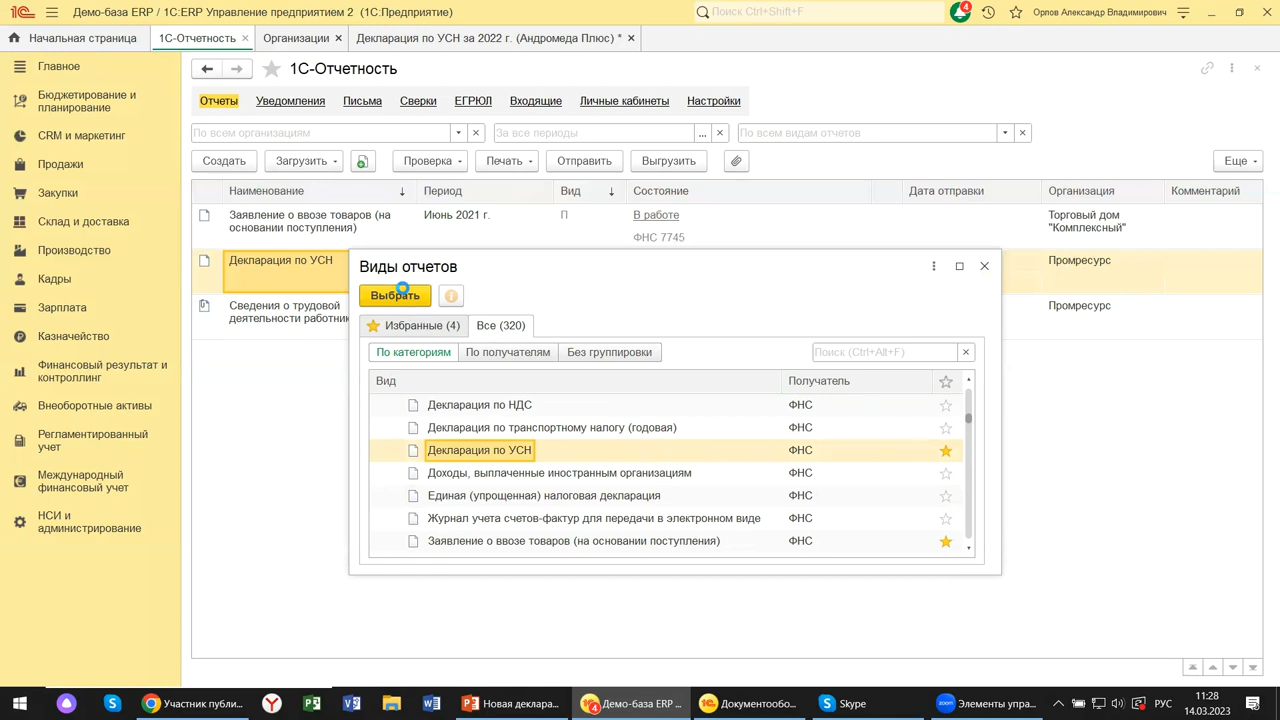 Демо-база ERP / 1С:ERP Управление предприятием 2 (1С:Предприятие)
Поиск Ctrl+Shift+F
4
Орлов Александр Владимирович
Начальная страница
1С-Отчетность ×
Организации ×
Декларация по УСН за 2022 г. (Андромеда Плюс) * ×
Главное
Бюджетирование и
планирование
CRM и маркетинг
Продажи
Закупки
Склад и доставка
Производство
Кадры
Зарплата
Казначейство
Финансовый результат и
контроллинг
Внеоборотные активы
Регламентированный
учет
Международный
финансовый учет
НСИ и
администрирование
1С-Отчетность
Отчеты Уведомления Письма Сверки ЕГРЮЛ Входящие Личные кабинеты Настройки
По всем организациям За все периоды ... По всем видам отчетов
Создать Загрузить Проверка Печать Отправить Выгрузить Еще
Наименование Период Вид Состояние Дата отправки Организация Комментарий
Заявление о ввозе товаров (на
основании поступления)
Июнь 2021 г. П В работе
ФНС 7745
Торговый дом
"Комплексный"
Декларация по УСН
Промресурс
Сведения о трудовой
деятельности работник
Промресурс
Виды отчетов
Выбрать
Избранные (4) Все (320)
По категориям По получателям Без группировки Поиск (Ctrl+Alt+F)
Вид Получатель
Декларация по НДС ФНС
Декларация по транспортному налогу (годовая) ФНС
Декларация по УСН ФНС
Доходы, выплаченные иностранным организациям ФНС
Единая (упрощенная) налоговая декларация ФНС
Журнал учета счетов-фактур для передачи в электронном виде ФНС
Заявление о ввозе товаров (на основании поступления) ФНС
Участник публи...
Новая деклара...
4
Демо-база ERP ...
Документообо...
Skype
Элементы упра...
РУС
11:28
14.03.2023